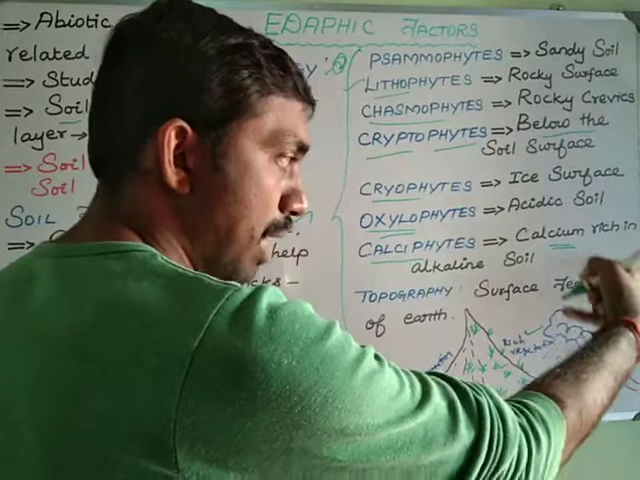 EDAPHIC FACTORS
=> Abiotic
related
=> Stud
=> Soil
layer →
=> Soil
Soil
SOIL
=>
help
PSAMMOPHYTES => Sandy Soil
LITHOPHYTES => Rocky Surface
CHASMOPHYTES => Rocky Crevics
CRYPTOPHYTES => Below the
Soil Surface
CRYOPHYTES => Ice Surface
OXYLOPHYTES => Acidic Soil
CALCIPHYTES => Calcium rich in
alkaline Soil
TOPOGRAPHY : Surface
of earth.
Rich
vegetation